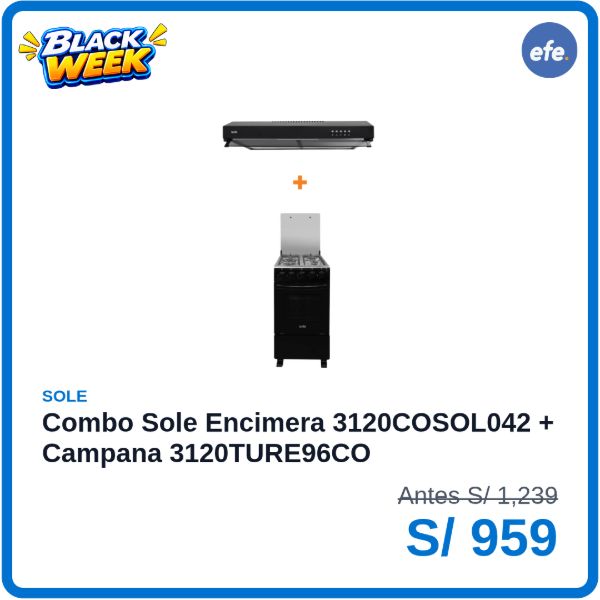 BLACK
WEEK
efe.
+
SOLE
Combo Sole Encimera 3120COSOL042 +
Campana 3120TURE96CO
Antes S/ 1,239
S/ 959